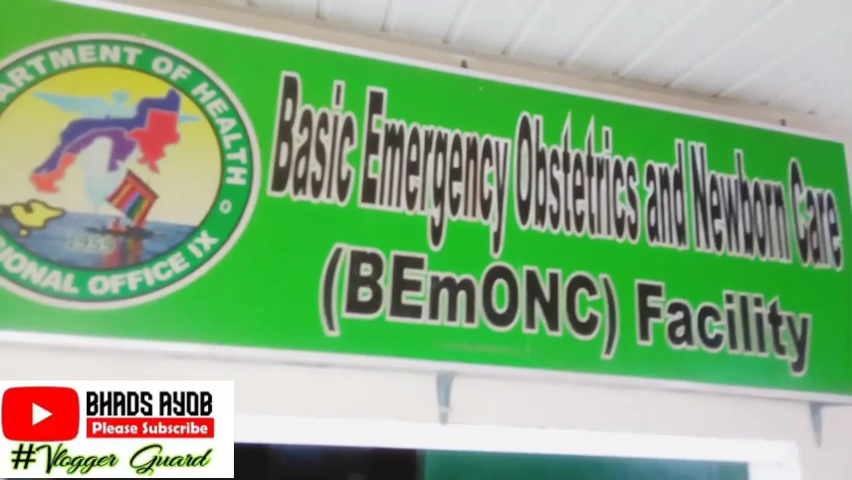 ARTMENT OF HEALTH
1959
IONAL OFFICE IX
Basic Emergency Obstetrics and Newborn Care
(BEmONC) Facility
BHADS AYOB
Please Subscribe
#Vlogger Guard